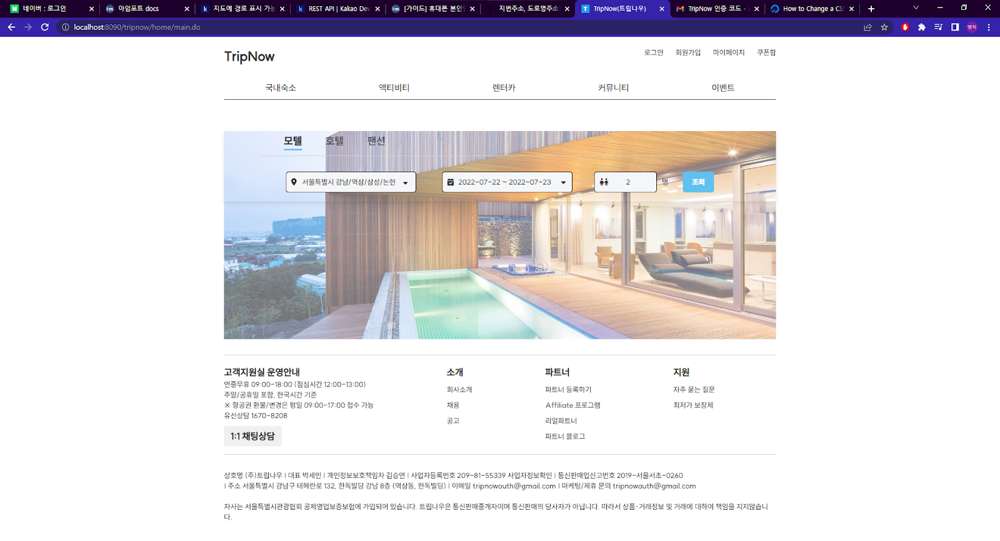 네이버 : 로그인
아임포트 docs
지도에 경로 표시 가능
REST API | Kakao Dev
[가이드] 휴대폰 본인
지번주소, 도로명주소
TripNow(트립나우)
TripNow 인증 코드 -
How to Change a CS
localhost:8090/tripnow/home/main.do
병직
TripNow
로그인
회원가입
마이페이지
쿠폰함
국내숙소
액티비티
렌터카
커뮤니티
이벤트
모텔
호텔
팬션
서울특별시 강남/역삼/삼성/논현
2022-07-22 ~ 2022-07-23
2
명
조회
고객지원실 운영안내
연중무휴 09:00-18:00 (점심시간 12:00-13:00)
주말/공휴일 포함, 한국시간 기준
※ 항공권 환불/변경은 평일 09:00-17:00 접수 가능
유선상담 1670-8208
1:1 채팅상담
소개
회사소개
채용
공고
파트너
파트너 등록하기
Affiliate 프로그램
리얼파트너
파트너 블로그
지원
자주 묻는 질문
최저가 보장제
상호명 (주)트립나우 | 대표 박세인 | 개인정보보호책임자 김승연 | 사업자등록번호 209-81-55339 사업자정보확인 | 통신판매업신고번호 2019-서울서초-0260
| 주소 서울특별시 강남구 테헤란로 132, 한독빌딩 강남 8층 (역삼동, 한독빌딩) | 이메일 tripnowauth@gmail.com | 마케팅/제휴 문의 tripnowauth@gmail.com
자사는 서울특별시관광협회 공제영업보증보험에 가입되어 있습니다. 트립나우은 통신판매중개자이며 통신판매의 당사자가 아닙니다. 따라서 상품·거래정보 및 거래에 대하여 책임을 지지않습니
다.